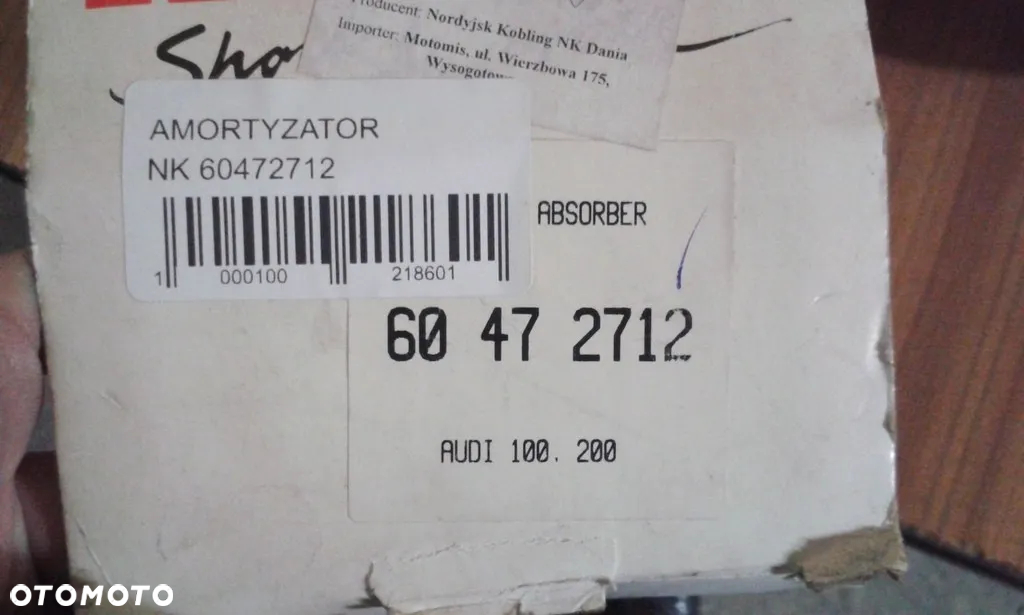 Producent: Nordyjsk Kobling NK Dania
Importer: Motomis, ul. Wierzbowa 175,
Sho
AMORTYZATOR
NK 60472712
1 000100 218601
ABSORBER
60 47 2712
AUDI 100. 200
OTOMOTO